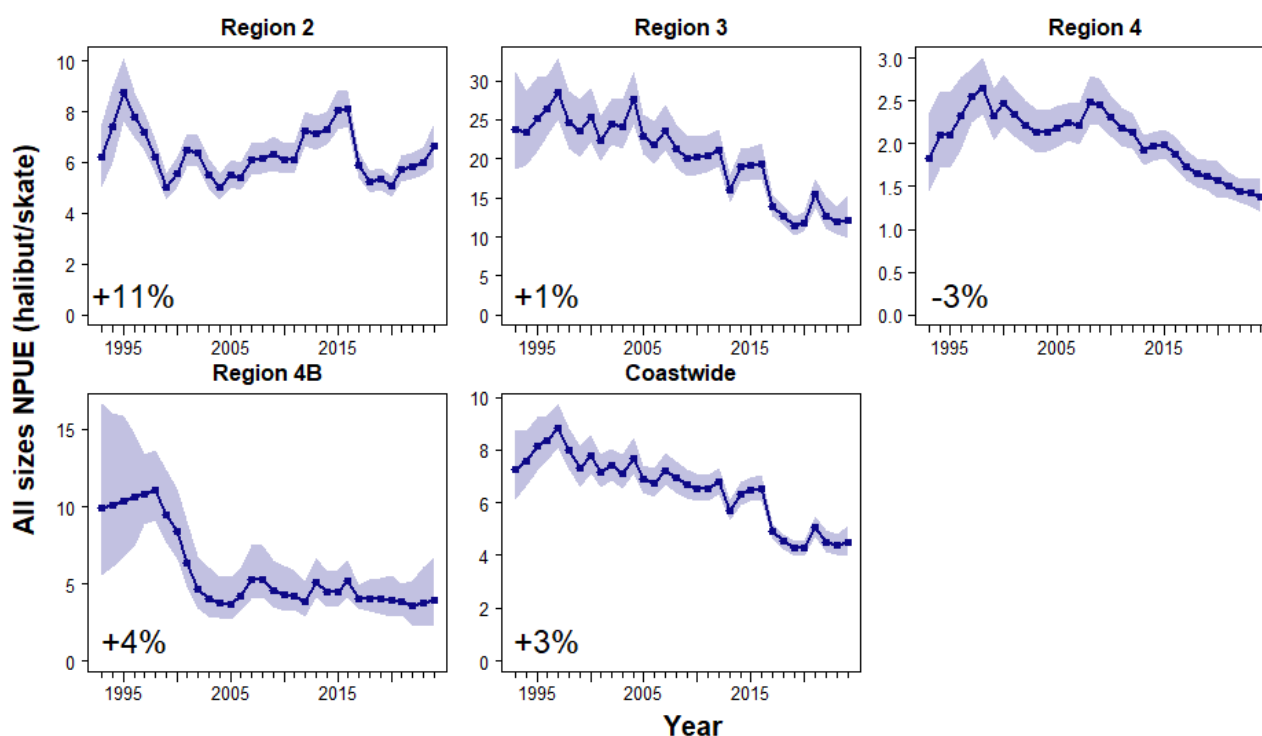 All sizes NPUE (halibut/skate)
Region 2
10
8
6
4
2
0
+11%
1995 2005 2015
Region 3
30
25
20
15
10
5
0
+1%
1995 2005 2015
Region 4
3.0
2.5
2.0
1.5
1.0
0.5
0.0
-3%
1995 2005 2015
Region 4B
15
10
5
0
+4%
1995 2005 2015
Coastwide
10
8
6
4
2
0
+3%
1995 2005 2015
Year